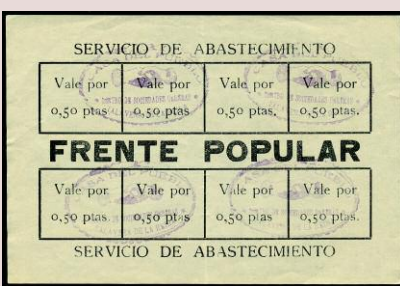 SERVICIO DE ABASTECIMIENTO
Vale por Vale por Vale por Vale por
0,50 ptas 0,50 ptas 0,50 ptas. 0,50 ptas.
FRENTE POPULAR
Vale por Vale por Vale por Vale por
0,50 ptas. 0,50 ptas 0,50 ptas 0,50 ptas.
SERVICIO DE ABASTECIMIENTO